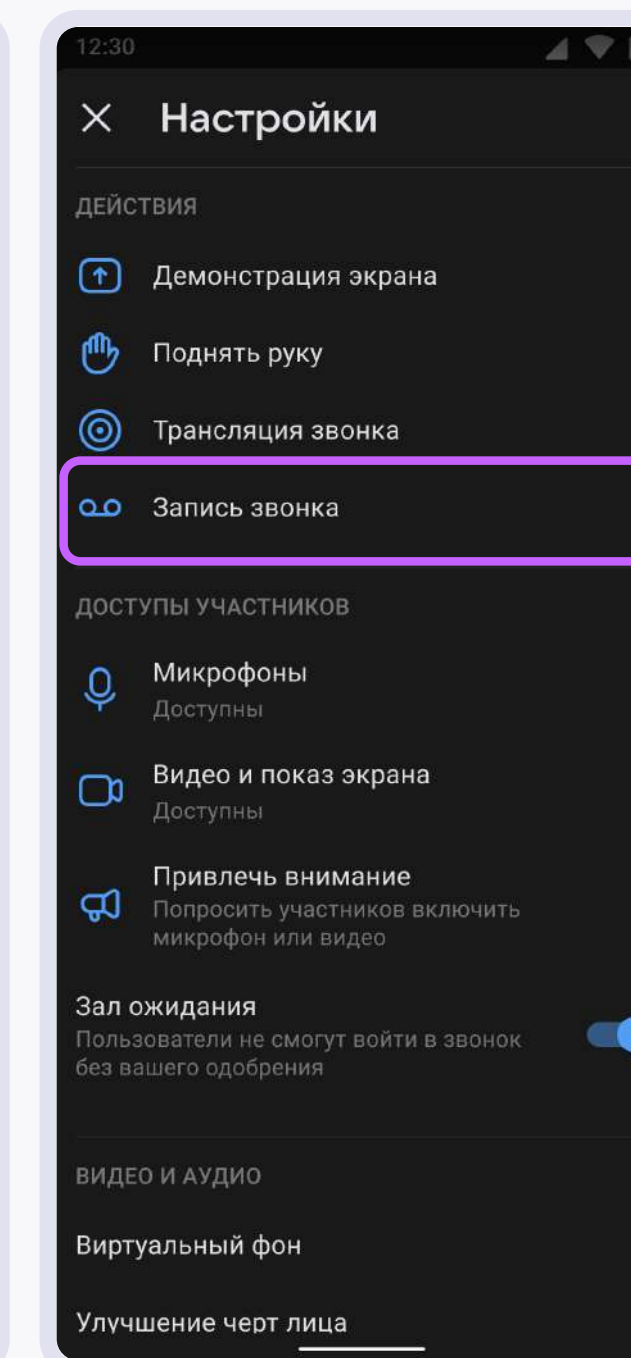 12:30
Настройки
ДЕЙСТВИЯ
Демонстрация экрана
Поднять руку
Трансляция звонка
Запись звонка
ДОСТУПЫ УЧАСТНИКОВ
Микрофоны
Доступны
Видео и показ экрана
Доступны
Привлечь внимание
Попросить участников включить
микрофон или видео
Зал ожидания
Пользователи не смогут войти в звонок
без вашего одобрения
ВИДЕО И АУДИО
Виртуальный фон
Улучшение черт лица